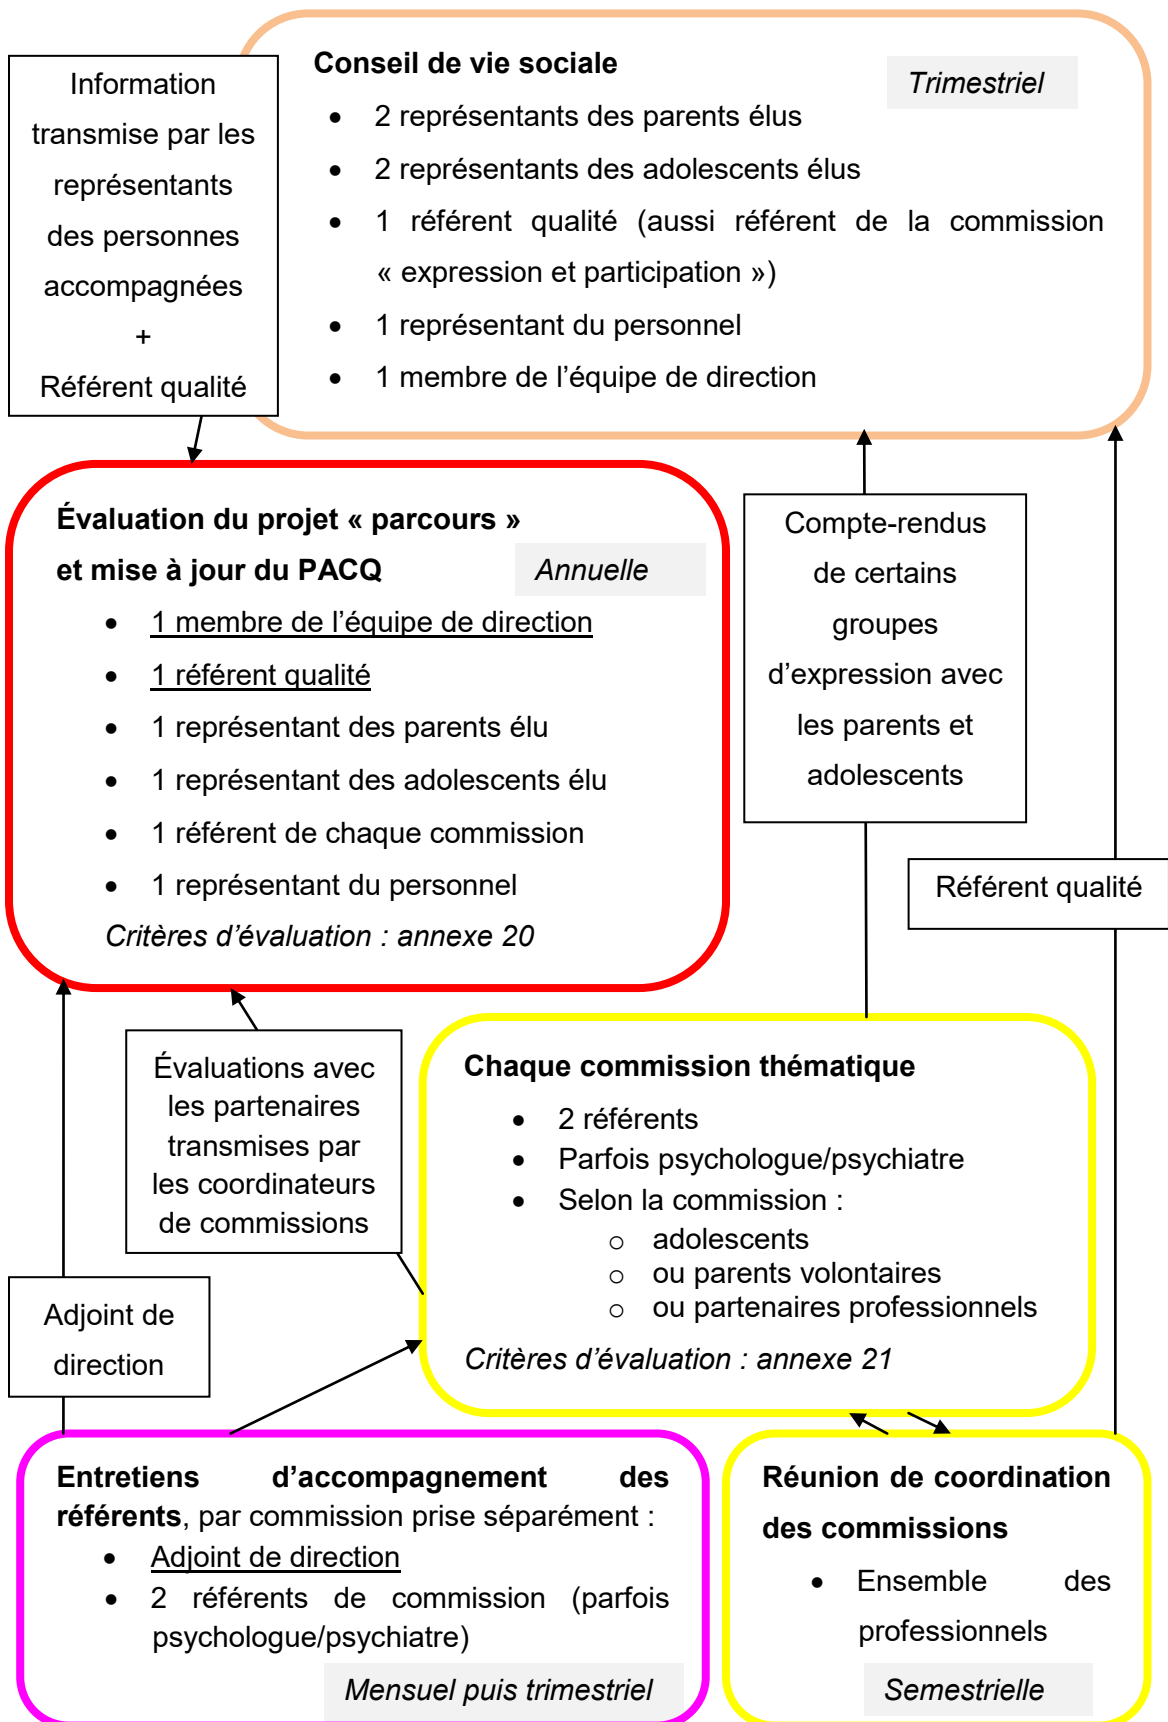 Information
transmise par les
représentants
des personnes
accompagnées
+
Référent qualité
Conseil de vie sociale
Trimestriel
• 2 représentants des parents élus
• 2 représentants des adolescents élus
• 1 référent qualité (aussi référent de la commission
« expression et participation »)
• 1 représentant du personnel
• 1 membre de l’équipe de direction
Évaluation du projet « parcours »
et mise à jour du PACQ
Annuelle
• 1 membre de l’équipe de direction
• 1 référent qualité
• 1 représentant des parents élu
• 1 représentant des adolescents élu
• 1 référent de chaque commission
• 1 représentant du personnel
Critères d’évaluation : annexe 20
Compte-rendus
de certains
groupes
d’expression avec
les parents et
adolescents
Référent qualité
Évaluations avec
les partenaires
transmises par
les coordinateurs
de commissions
Chaque commission thématique
• 2 référents
• Parfois psychologue/psychiatre
• Selon la commission :
o adolescents
o ou parents volontaires
o ou partenaires professionnels
Critères d’évaluation : annexe 21
Adjoint de
direction
Entretiens d’accompagnement des
référents, par commission prise séparément :
• Adjoint de direction
• 2 référents de commission (parfois
psychologue/psychiatre)
Mensuel puis trimestriel
Réunion de coordination
des commissions
• Ensemble des
professionnels
Semestrielle